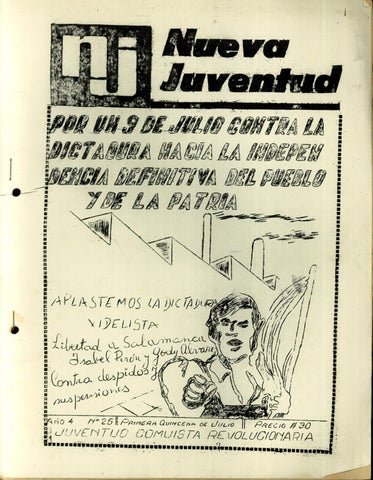 nj
Nueva
Juventud
POR UN 9 DE JULIO CONTRA LA
DICTADURA HACIA LA INDEPEN
DENCIA DEFINITIVA DEL PUEBLO
Y DE LA PATRIA
APLASTEMOS LA DICTADURA
VIDELISTA
Libertad a Salamanca
Isabel Perón y
Contra despidos y
suspensiones
AÑO 4 Nº 25 PRIMERA QUINCENA DE JULIO PRECIO $30
JUVENTUD COMUISTA REVOLUCIONARIA